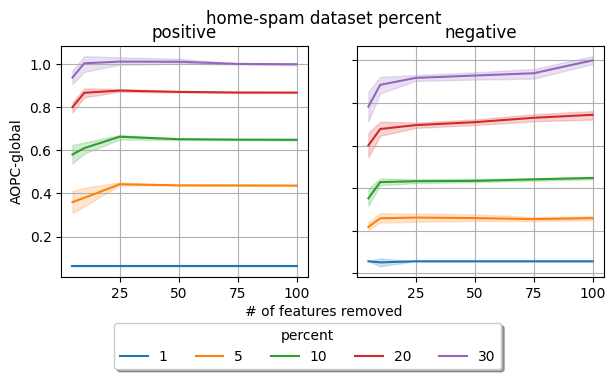 home-spam dataset percent
positive
negative
AOPC-global
1.0
0.8
0.6
0.4
0.2
25 50 75 100
25 50 75 100
# of features removed
percent
1 5 10 20 30